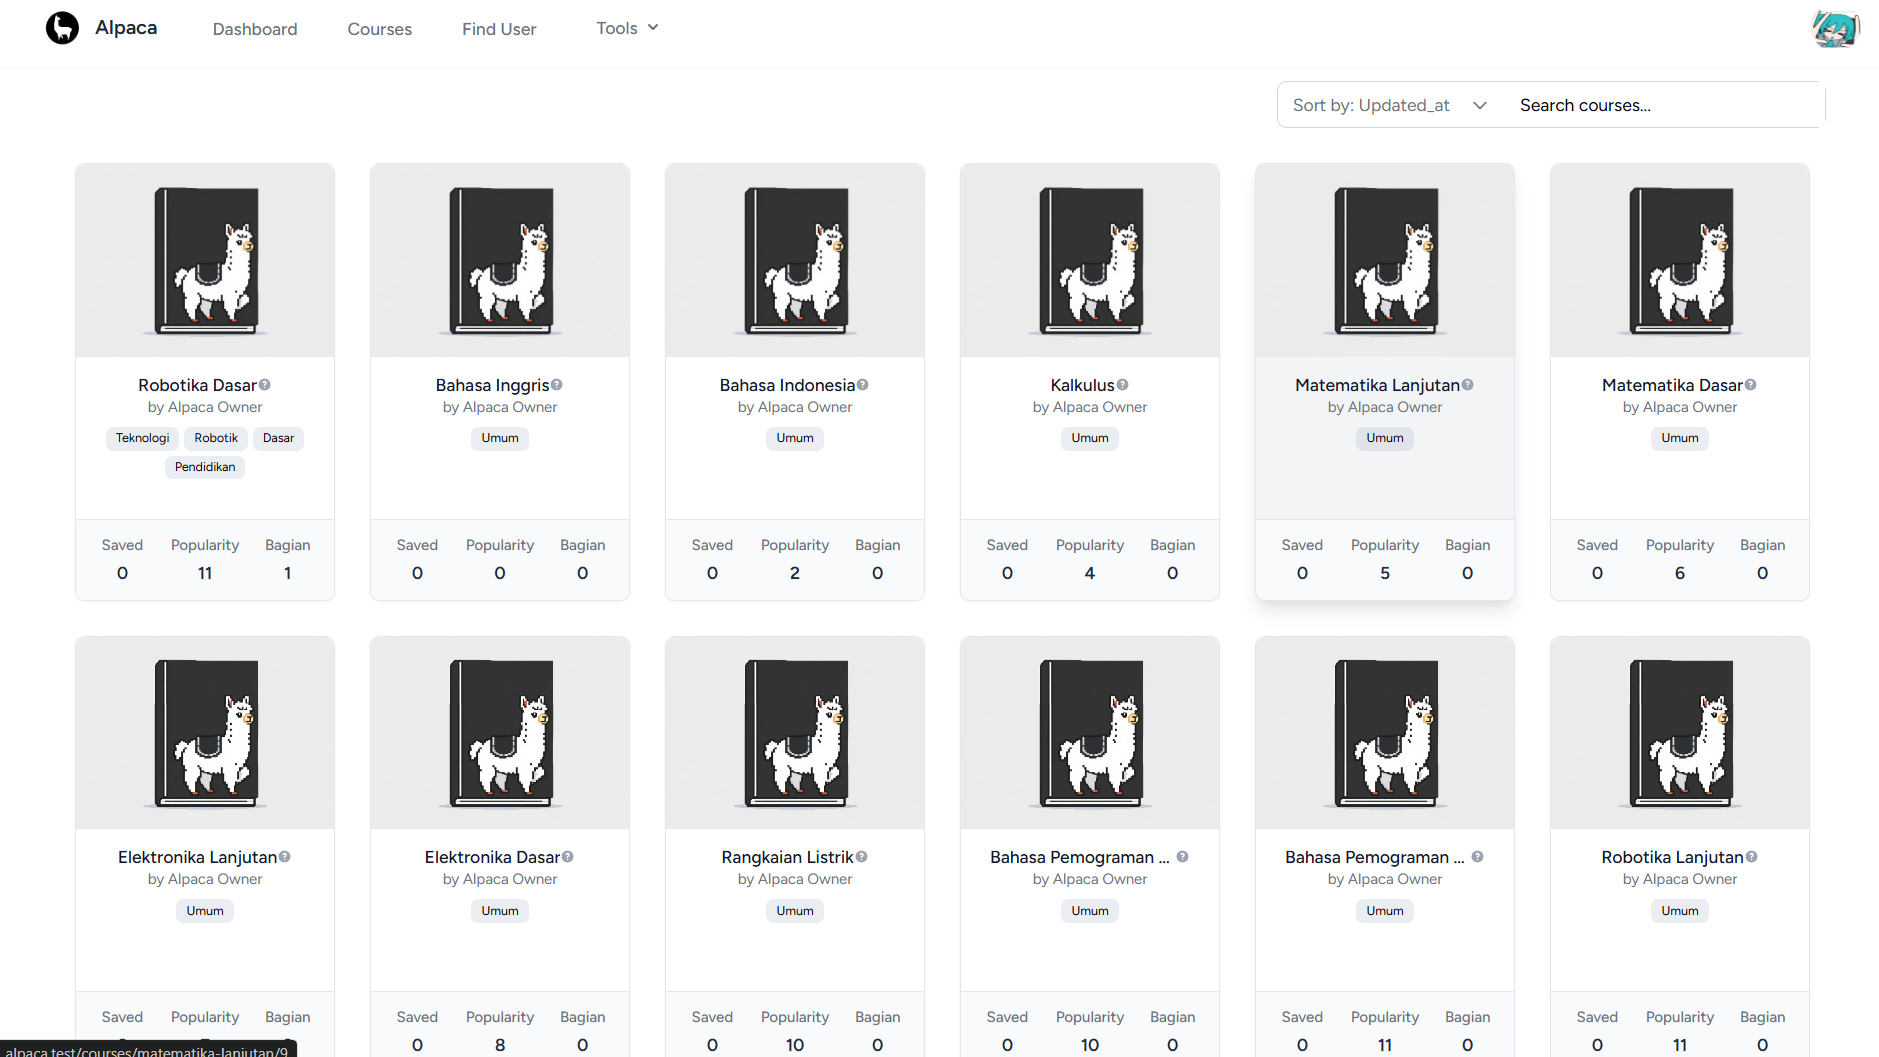 Alpaca Dashboard Courses Find User Tools
Sort by: Updated_at Search courses...
Robotika Dasar
by Alpaca Owner
Teknologi Robotik Dasar
Pendidikan
Saved Popularity Bagian
0 11 1
Bahasa Inggris
by Alpaca Owner
Umum
Saved Popularity Bagian
0 0 0
Bahasa Indonesia
by Alpaca Owner
Umum
Saved Popularity Bagian
0 2 0
Kalkulus
by Alpaca Owner
Umum
Saved Popularity Bagian
0 4 0
Matematika Lanjutan
by Alpaca Owner
Umum
Saved Popularity Bagian
0 5 0
Matematika Dasar
by Alpaca Owner
Umum
Saved Popularity Bagian
0 6 0
Elektronika Lanjutan
by Alpaca Owner
Umum
Saved Popularity Bagian
Elektronika Dasar
by Alpaca Owner
Umum
Saved Popularity Bagian
0 8 0
Rangkaian Listrik
by Alpaca Owner
Umum
Saved Popularity Bagian
0 10 0
Bahasa Pemograman ...
by Alpaca Owner
Umum
Saved Popularity Bagian
0 10 0
Bahasa Pemograman ...
by Alpaca Owner
Umum
Saved Popularity Bagian
0 11 0
Robotika Lanjutan
by Alpaca Owner
Umum
Saved Popularity Bagian
0 11 0
alpaca.test/courses/matematika-lanjutan/9